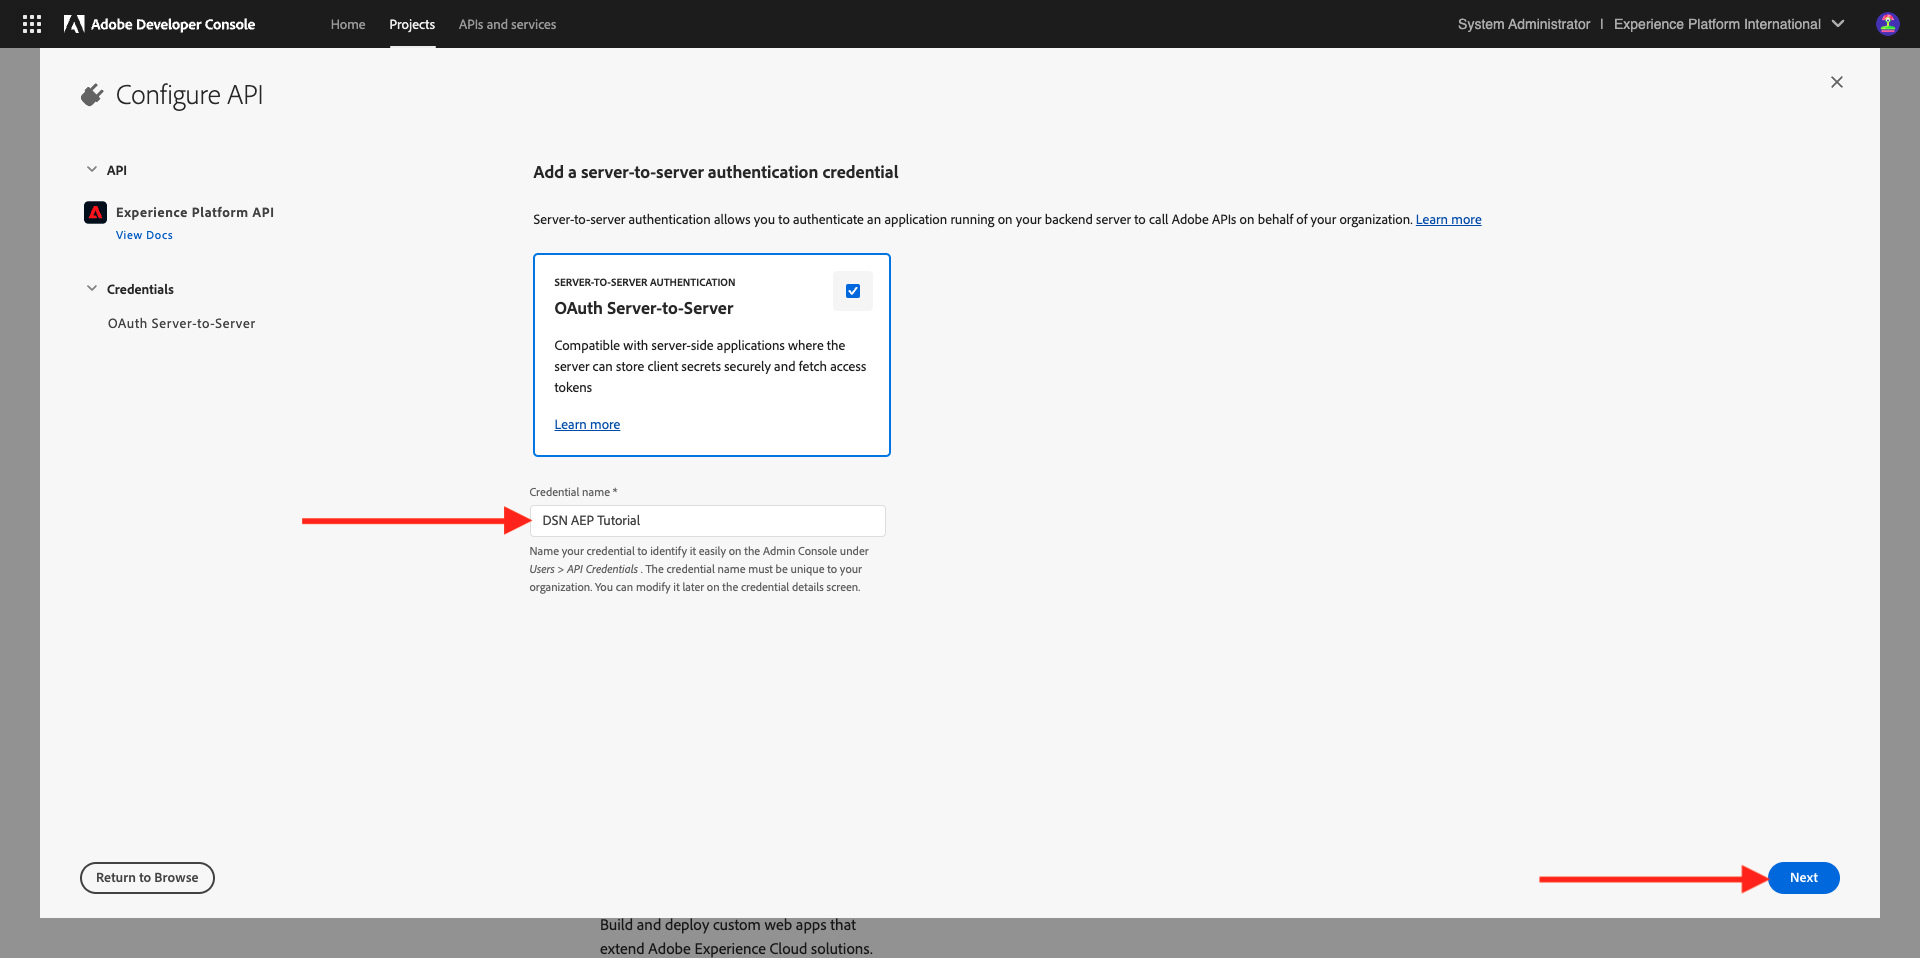 Adobe Developer Console
Home
Projects
APIs and services
System Administrator | Experience Platform International
Configure API
API
Experience Platform API
View Docs
Credentials
OAuth Server-to-Server
Add a server-to-server authentication credential
Server-to-server authentication allows you to authenticate an application running on your backend server to call Adobe APIs on behalf of your organization. Learn more
SERVER-TO-SERVER AUTHENTICATION
OAuth Server-to-Server
Compatible with server-side applications where the
server can store client secrets securely and fetch access
tokens
Learn more
Credential name *
DSN AEP Tutorial
Name your credential to identify it easily on the Admin Console under
Users > API Credentials . The credential name must be unique to your
organization. You can modify it later on the credential details screen.
Return to Browse
Next
Build and deploy custom web apps that
extend Adobe Experience Cloud solutions.